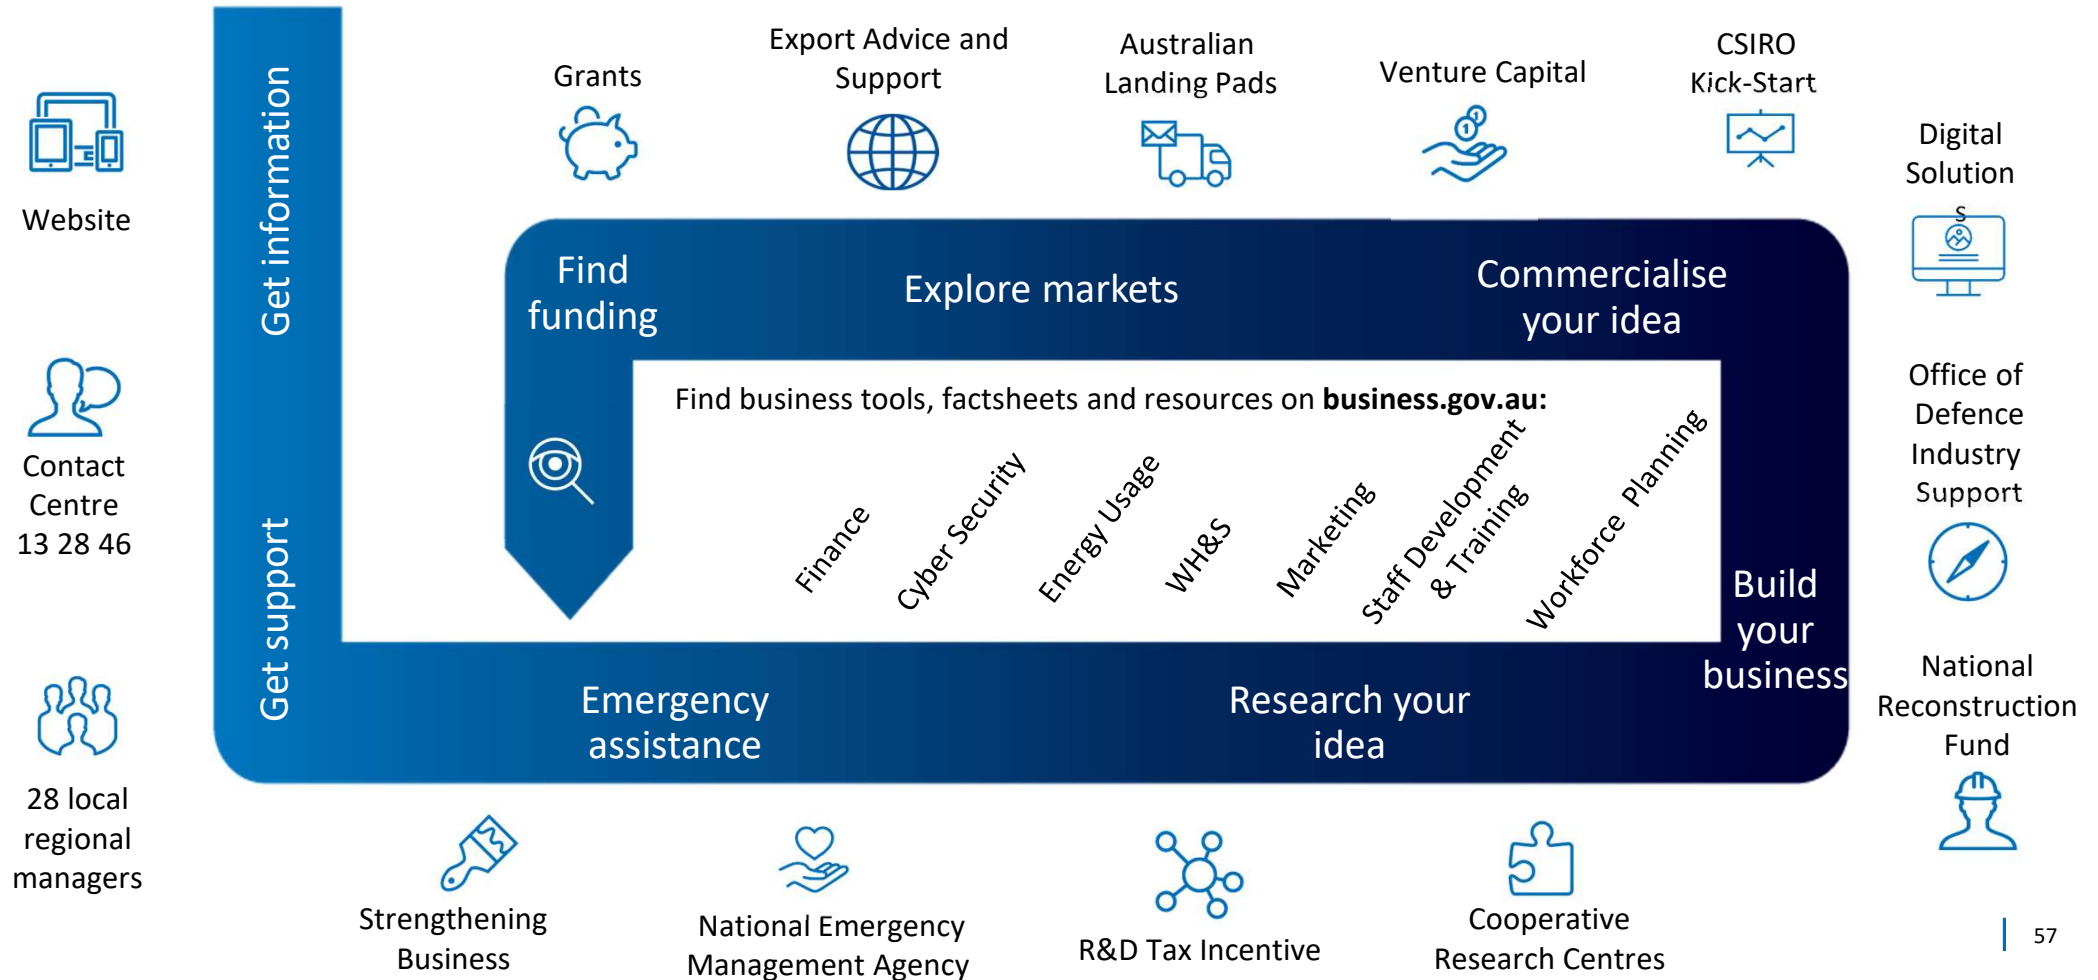 Website
Contact
Centre
13 28 46
28 local
regional
managers
Get information
Get support
Grants
Export Advice and
Support
Australian
Landing Pads
Venture Capital
CSIRO
Kick-Start
Digital
Solution
s
Office of
Defence
Industry
Support
National
Reconstruction
Fund
Find
funding
Explore markets
Commercialise
your idea
Find business tools, factsheets and resources on business.gov.au:
Finance
Cyber Security
Energy Usage
WH&S
Marketing
Staff Development
& Training
Workforce Planning
Build
your
business
Emergency
assistance
Research your
idea
Strengthening
Business
National Emergency
Management Agency
R&D Tax Incentive
Cooperative
Research Centres
57